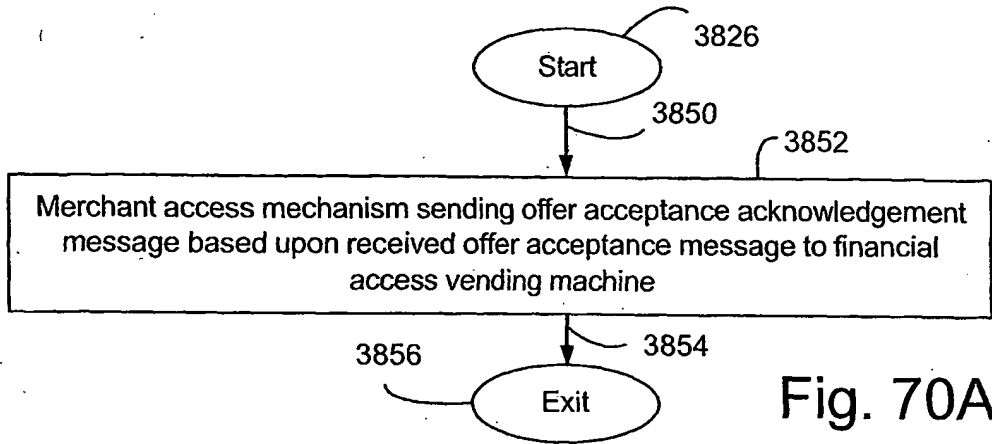 3826
Start
3850
3852
Merchant access mechanism sending offer acceptance acknowledgement
message based upon received offer acceptance message to financial
access vending machine
3856
3854
Exit
Fig. 70A